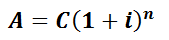 A = C(1 + i)ⁿ